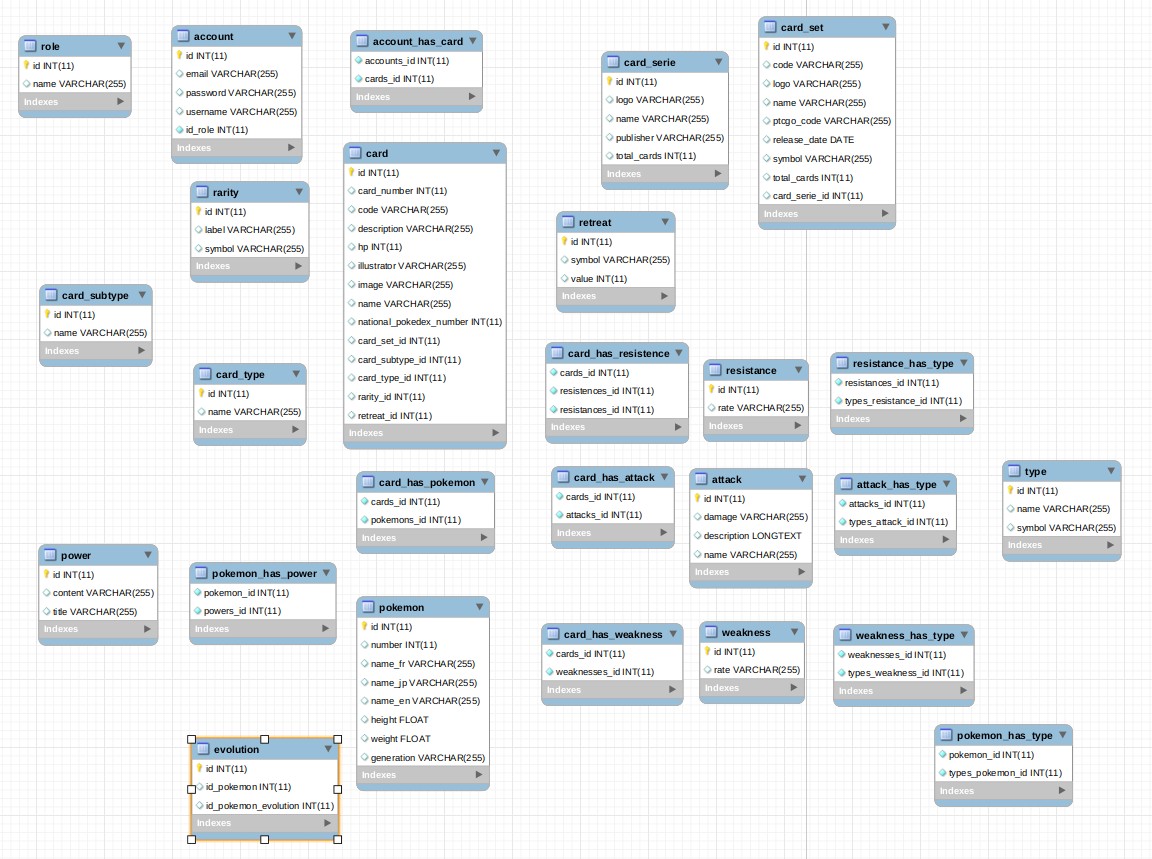 role
id INT(11)
name VARCHAR(255)
Indexes
account
id INT(11)
email VARCHAR(255)
password VARCHAR(255)
username VARCHAR(255)
id_role INT(11)
Indexes
account_has_card
accounts_id INT(11)
cards_id INT(11)
Indexes
card_serie
id INT(11)
logo VARCHAR(255)
name VARCHAR(255)
publisher VARCHAR(255)
total_cards INT(11)
Indexes
card_set
id INT(11)
code VARCHAR(255)
logo VARCHAR(255)
name VARCHAR(255)
ptcgo_code VARCHAR(255)
release_date DATE
symbol VARCHAR(255)
total_cards INT(11)
card_serie_id INT(11)
Indexes
rarity
id INT(11)
label VARCHAR(255)
symbol VARCHAR(255)
Indexes
card
id INT(11)
card_number INT(11)
code VARCHAR(255)
description VARCHAR(255)
hp INT(11)
illustrator VARCHAR(255)
image VARCHAR(255)
name VARCHAR(255)
national_pokedex_number INT(11)
card_set_id INT(11)
card_subtype_id INT(11)
card_type_id INT(11)
rarity_id INT(11)
retreat_id INT(11)
Indexes
retreat
id INT(11)
symbol VARCHAR(255)
value INT(11)
Indexes
card_subtype
id INT(11)
name VARCHAR(255)
Indexes
card_type
id INT(11)
name VARCHAR(255)
Indexes
card_has_resistence
cards_id INT(11)
resistences_id INT(11)
resistances_id INT(11)
Indexes
resistance
id INT(11)
rate VARCHAR(255)
Indexes
resistance_has_type
resistances_id INT(11)
types_resistance_id INT(11)
Indexes
card_has_pokemon
cards_id INT(11)
pokemons_id INT(11)
Indexes
card_has_attack
cards_id INT(11)
attacks_id INT(11)
Indexes
attack
id INT(11)
damage VARCHAR(255)
description LONGTEXT
name VARCHAR(255)
Indexes
attack_has_type
attacks_id INT(11)
types_attack_id INT(11)
Indexes
type
id INT(11)
name VARCHAR(255)
symbol VARCHAR(255)
Indexes
power
id INT(11)
content VARCHAR(255)
title VARCHAR(255)
Indexes
pokemon_has_power
pokemon_id INT(11)
powers_id INT(11)
Indexes
pokemon
id INT(11)
number INT(11)
name_fr VARCHAR(255)
name_jp VARCHAR(255)
name_en VARCHAR(255)
height FLOAT
weight FLOAT
generation VARCHAR(255)
Indexes
card_has_weakness
cards_id INT(11)
weaknesses_id INT(11)
Indexes
weakness
id INT(11)
rate VARCHAR(255)
Indexes
weakness_has_type
weaknesses_id INT(11)
types_weakness_id INT(11)
Indexes
evolution
id INT(11)
id_pokemon INT(11)
id_pokemon_evolution INT(11)
Indexes
pokemon_has_type
pokemon_id INT(11)
types_pokemon_id INT(11)
Indexes